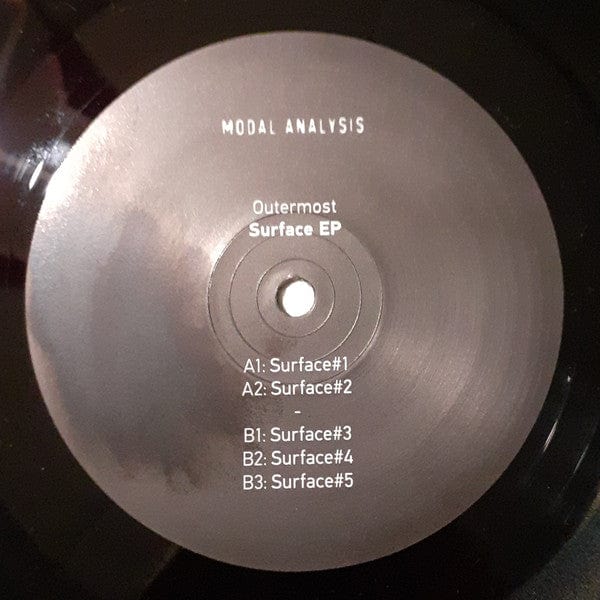 MODAL ANALYSIS
Outermost
Surface EP
A1: Surface#1
A2: Surface#2
-
B1: Surface#3
B2: Surface#4
B3: Surface#5